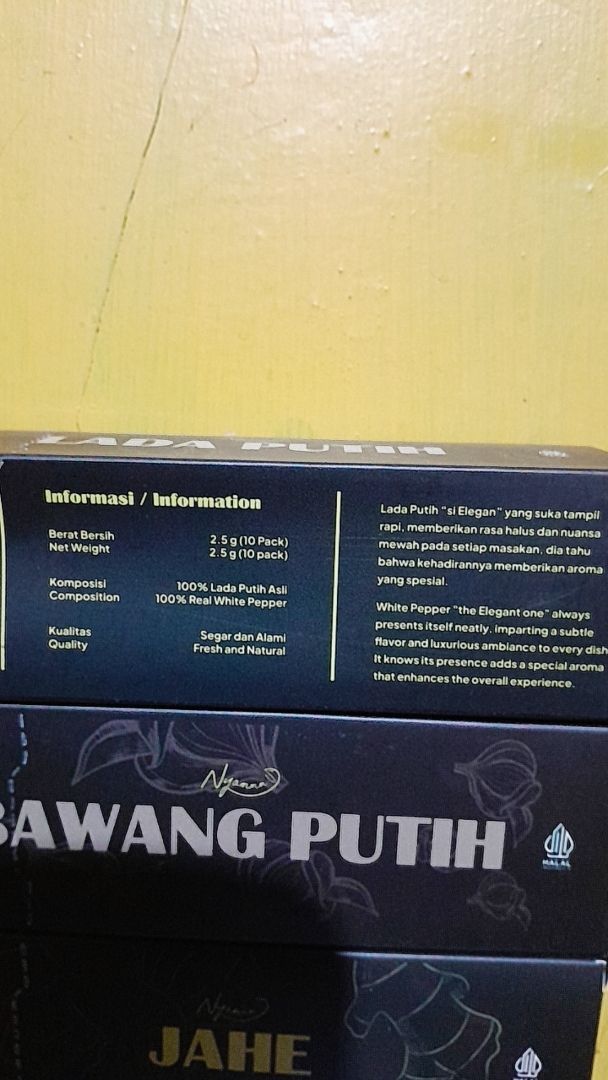 LADA PUTIH
Informasi / Information
Berat Bersih 2.5 g (10 Pack)
Net Weight 2.5 g (10 pack)
Komposisi 100% Lada Putih Asli
Composition 100% Real White Pepper
Kualitas Segar dan Alami
Quality Fresh and Natural
Lada Putih "si Elegan" yang suka tampil
rapi, memberikan rasa halus dan nuansa
mewah pada setiap masakan, dia tahu
bahwa kehadirannya memberikan aroma
yang spesial.
White Pepper "the Elegant one" always
presents itself neatly, imparting a subtle
flavor and luxurious ambiance to every dish
It knows its presence adds a special aroma
that enhances the overall experience.
Nyanna
BAWANG PUTIH
HALAL
Nyanna
JAHE